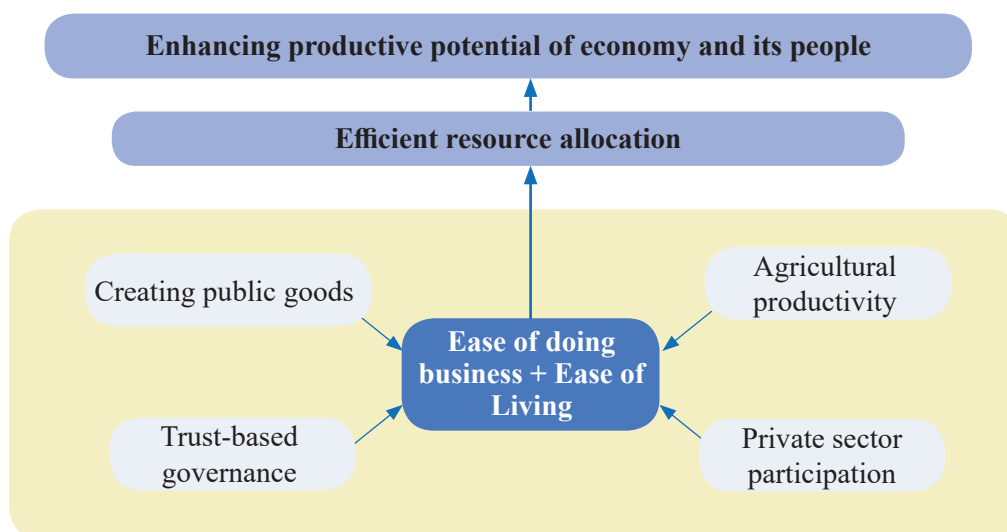 Enhancing productive potential of economy and its people
Efficient resource allocation
Creating public goods
Agricultural
productivity
Ease of doing
business + Ease of
Living
Trust-based
governance
Private sector
participation